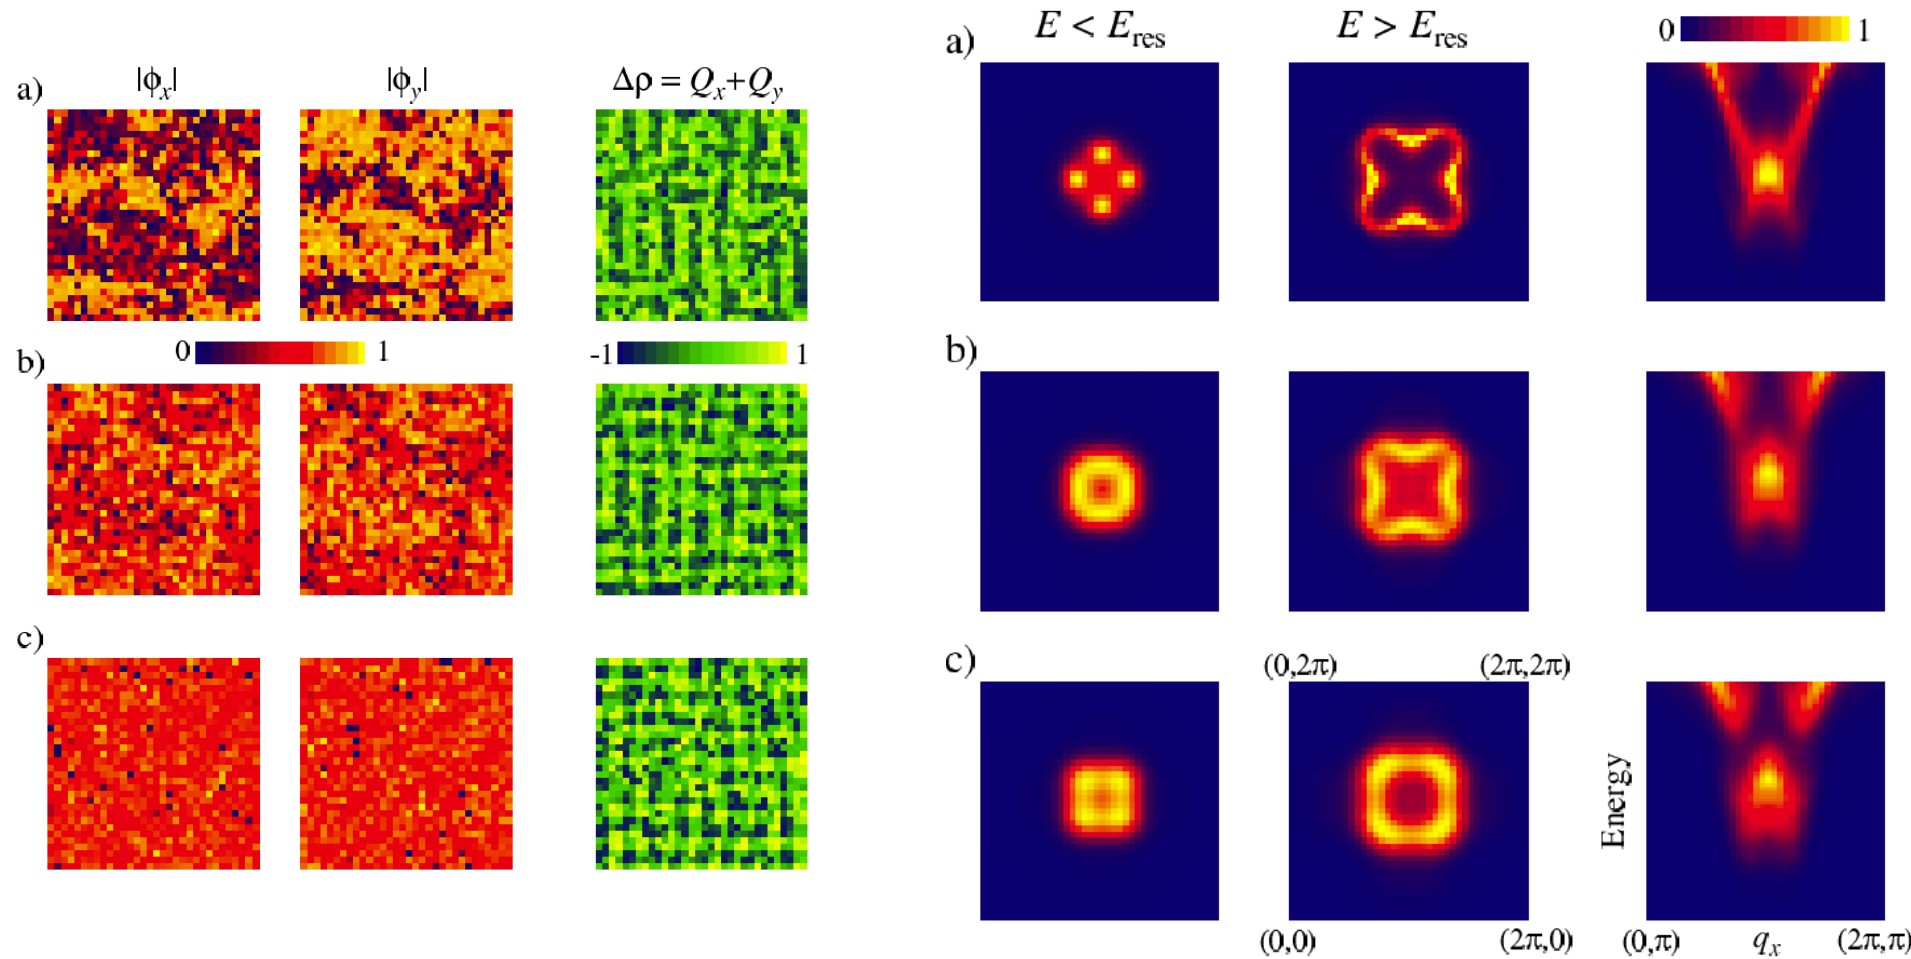 a)
|ϕx|
|ϕy|
Δρ = Qx+Qy
b)
0
1
-1
1
c)
a)
E < Eres
E > Eres
0
1
b)
c)
(0,2π)
(2π,2π)
(0,0)
(2π,0)
Energy
(0,π)
qx
(2π,π)